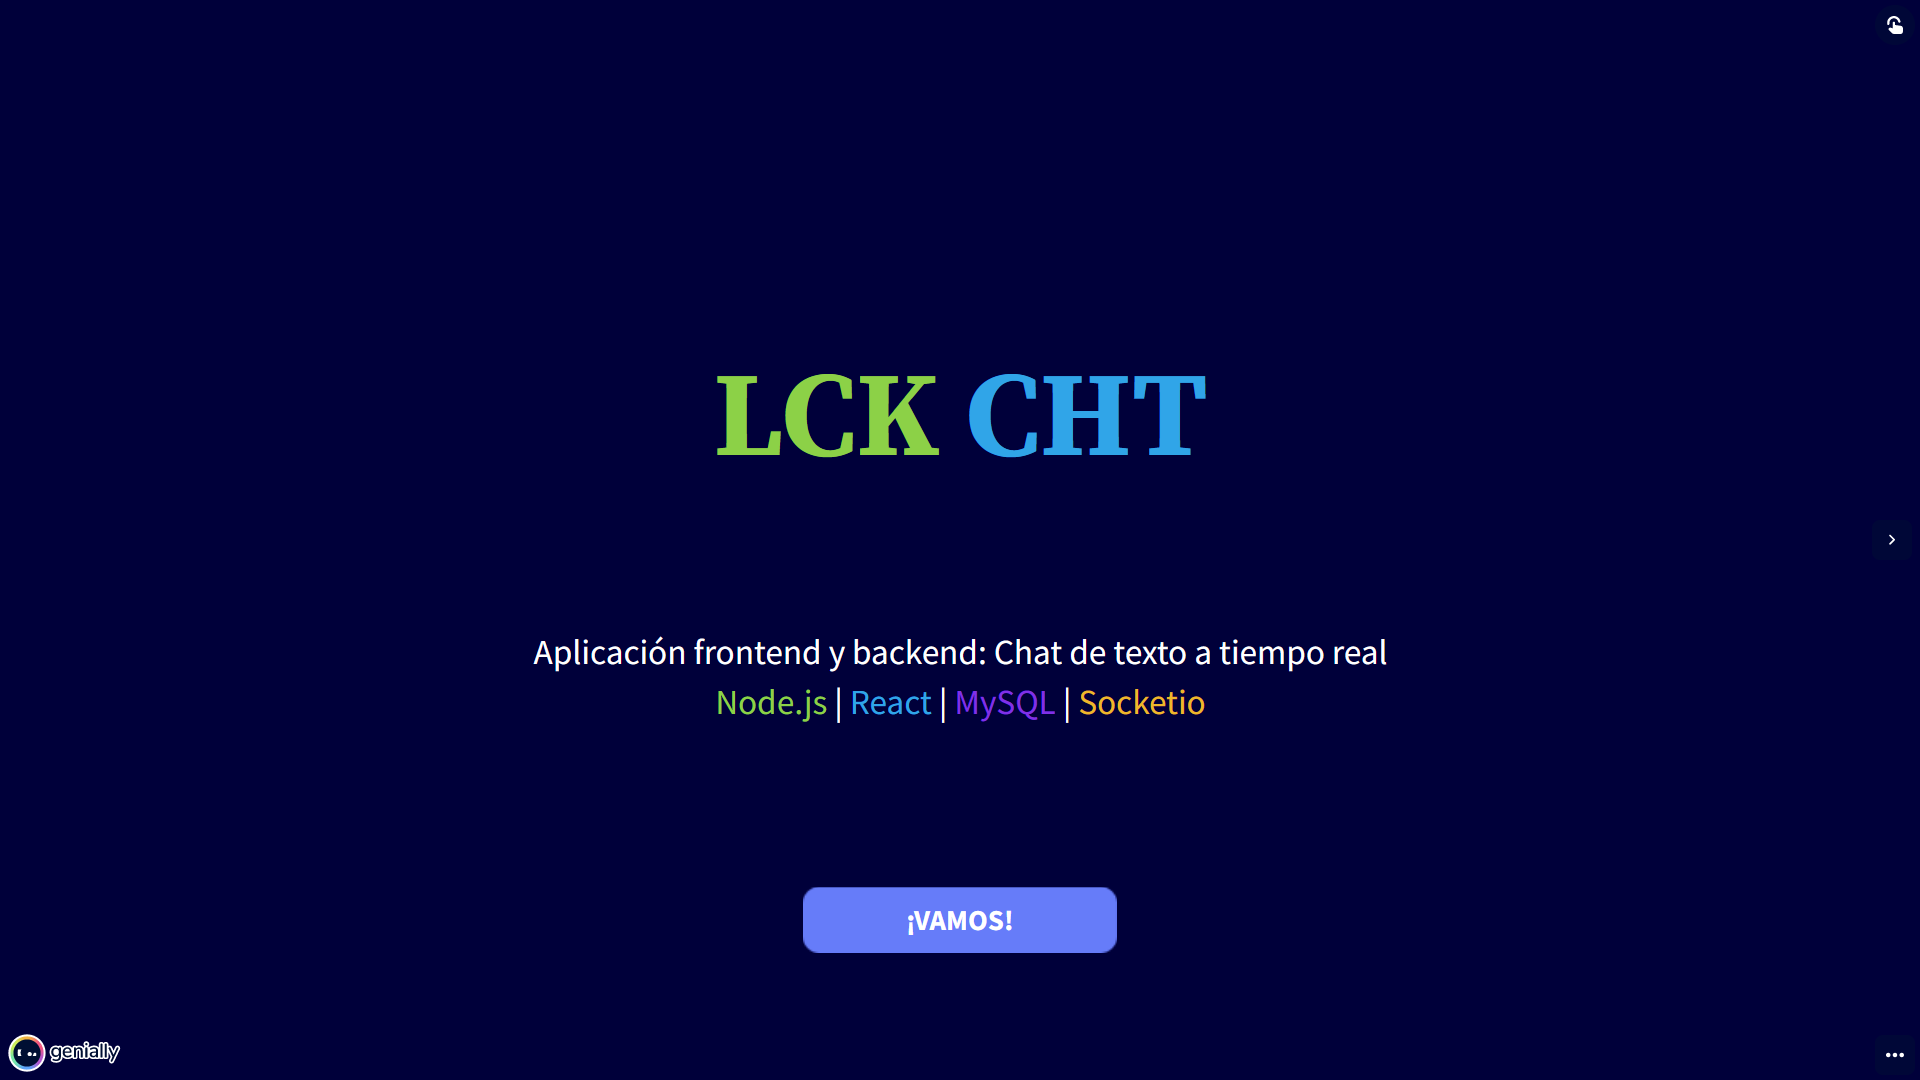 LCK CHT
Aplicación frontend y backend: Chat de texto a tiempo real
Node.js | React | MySQL | Socketio
¡VAMOS!
genially